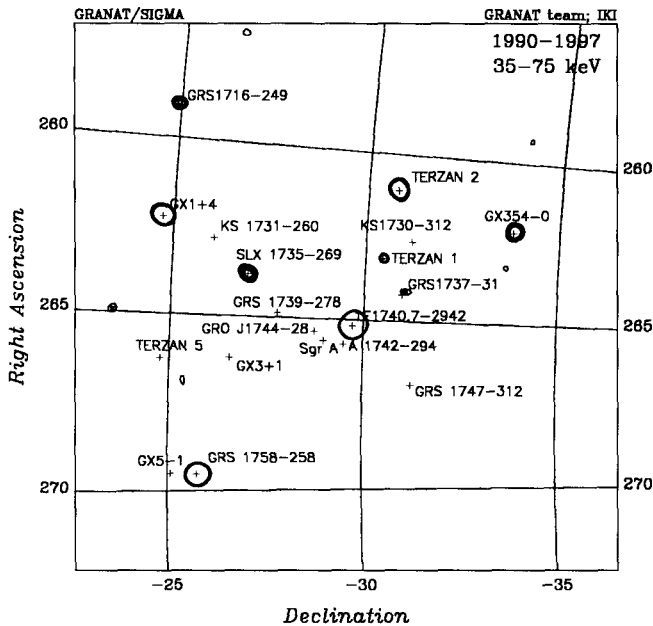 GRANAT/SIGMA
GRANAT team; IKI
1990-1997
35-75 keV
GRS1716-249
260
260
TERZAN 2
GX1+4
KS 1731-260
KS1730-312
GX354-0
SLX 1735-269
TERZAN 1
GRS1737-31
GRS 1739-278
265
E1740.7-2942
265
GRO J1744-28
TERZAN 5
Sgr A
A 1742-294
GX3+1
GRS 1747-312
GX5-1
GRS 1758-258
270
270
-25
-30
-35
Right Ascension
Declination